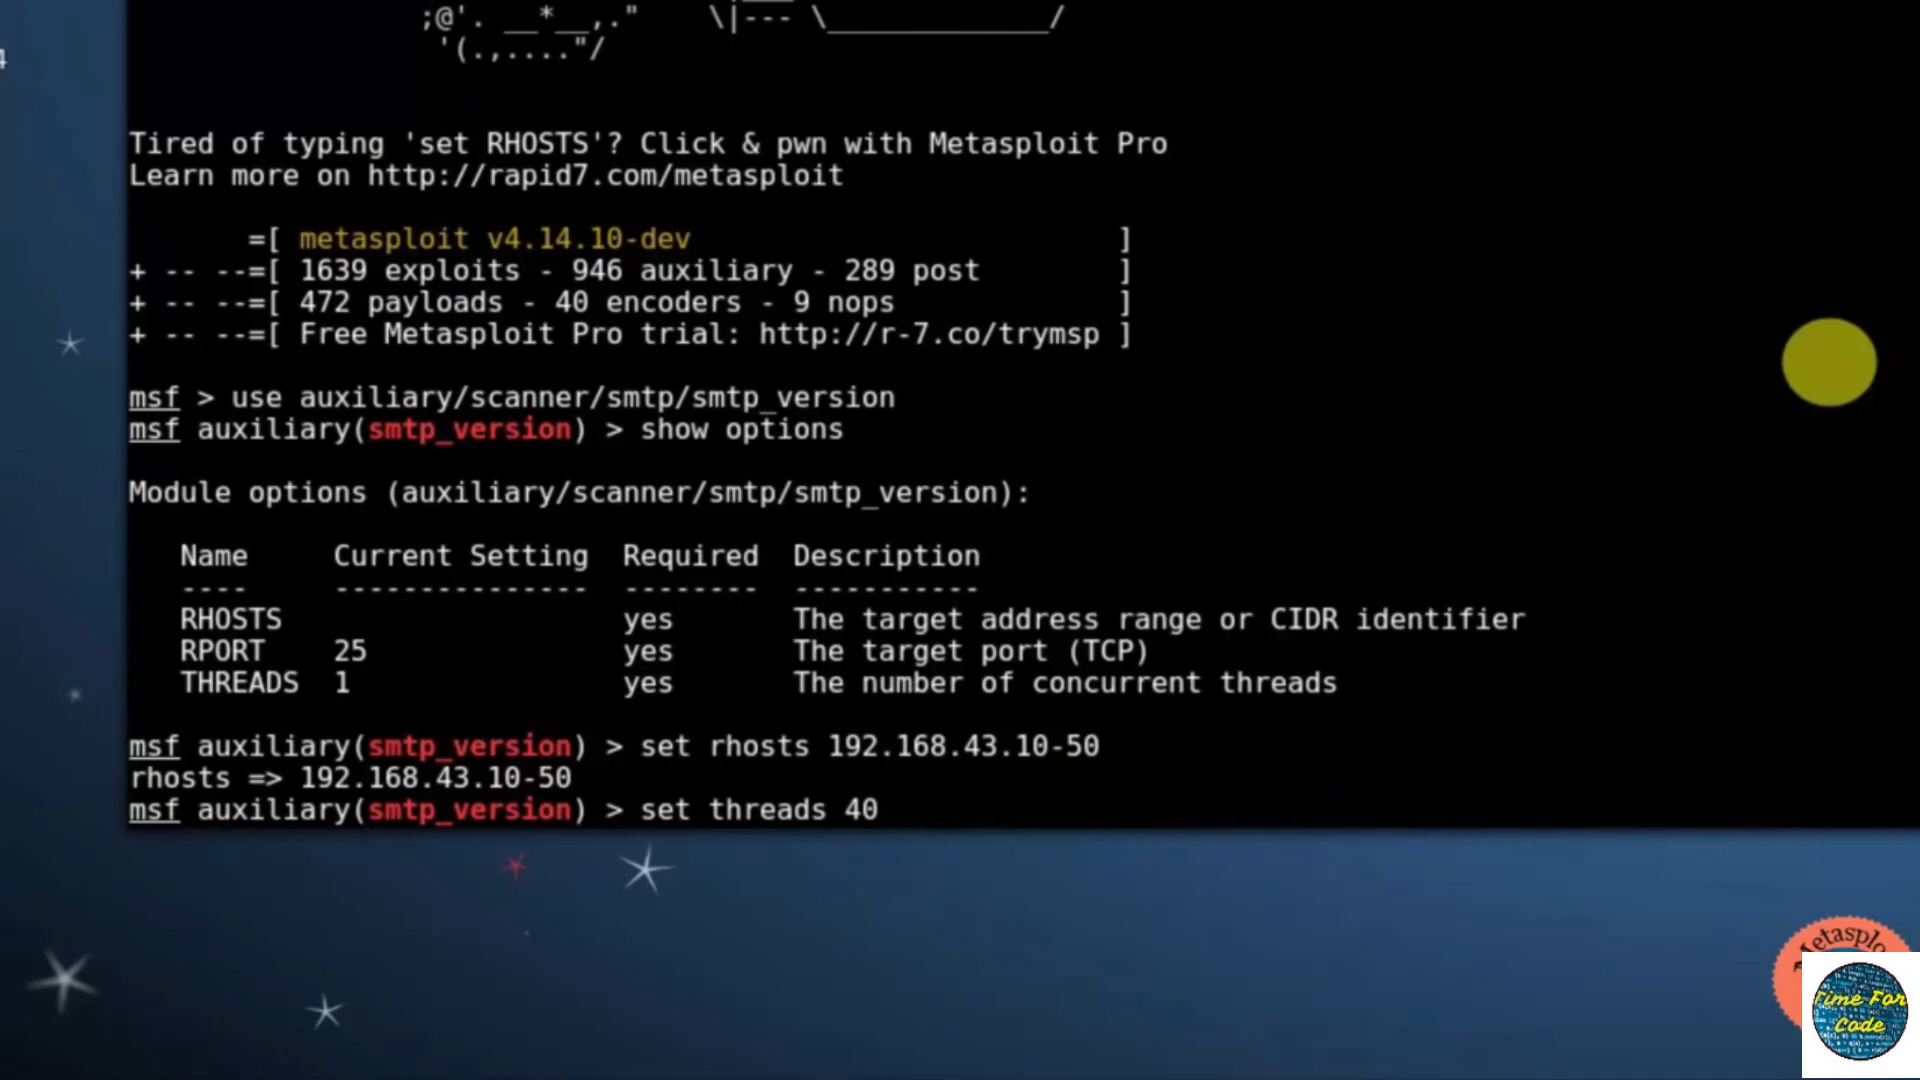 ;@'. __*__,." \|--- \_____________/
'(.,...."/
4
Tired of typing 'set RHOSTS'? Click & pwn with Metasploit Pro
Learn more on http://rapid7.com/metasploit
=[ metasploit v4.14.10-dev ]
+ -- --=[ 1639 exploits - 946 auxiliary - 289 post ]
+ -- --=[ 472 payloads - 40 encoders - 9 nops ]
+ -- --=[ Free Metasploit Pro trial: http://r-7.co/trymsp ]
msf > use auxiliary/scanner/smtp/smtp_version
msf auxiliary(smtp_version) > show options
Module options (auxiliary/scanner/smtp/smtp_version):
Name Current Setting Required Description
---- --------------- -------- -----------
RHOSTS yes The target address range or CIDR identifier
RPORT 25 yes The target port (TCP)
THREADS 1 yes The number of concurrent threads
msf auxiliary(smtp_version) > set rhosts 192.168.43.10-50
rhosts => 192.168.43.10-50
msf auxiliary(smtp_version) > set threads 40
Time For
Code